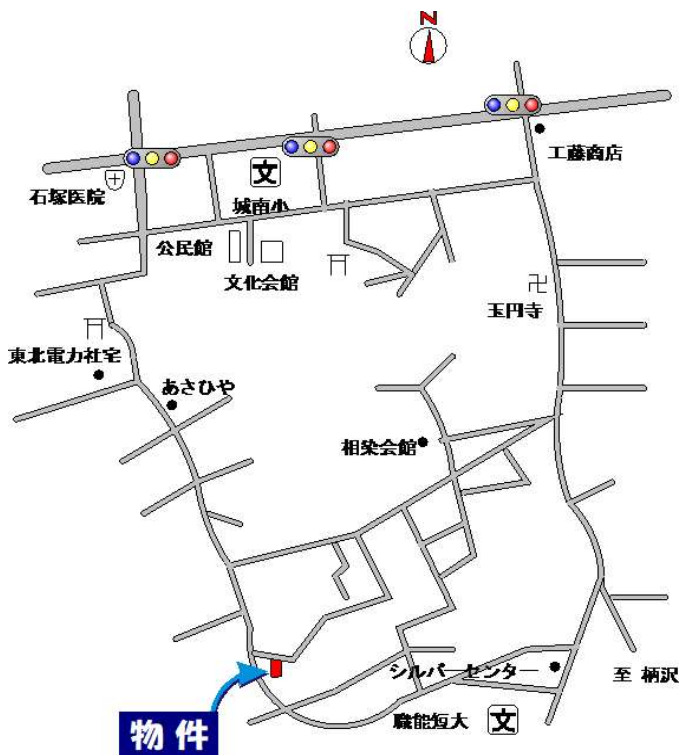 N
工藤商店
文
石塚医院
城南小
公民館
文化会館
玉円寺
東北電力社宅
あさひや
相染会館
シルバーセンター
至 柄沢
職能短大
文
物件